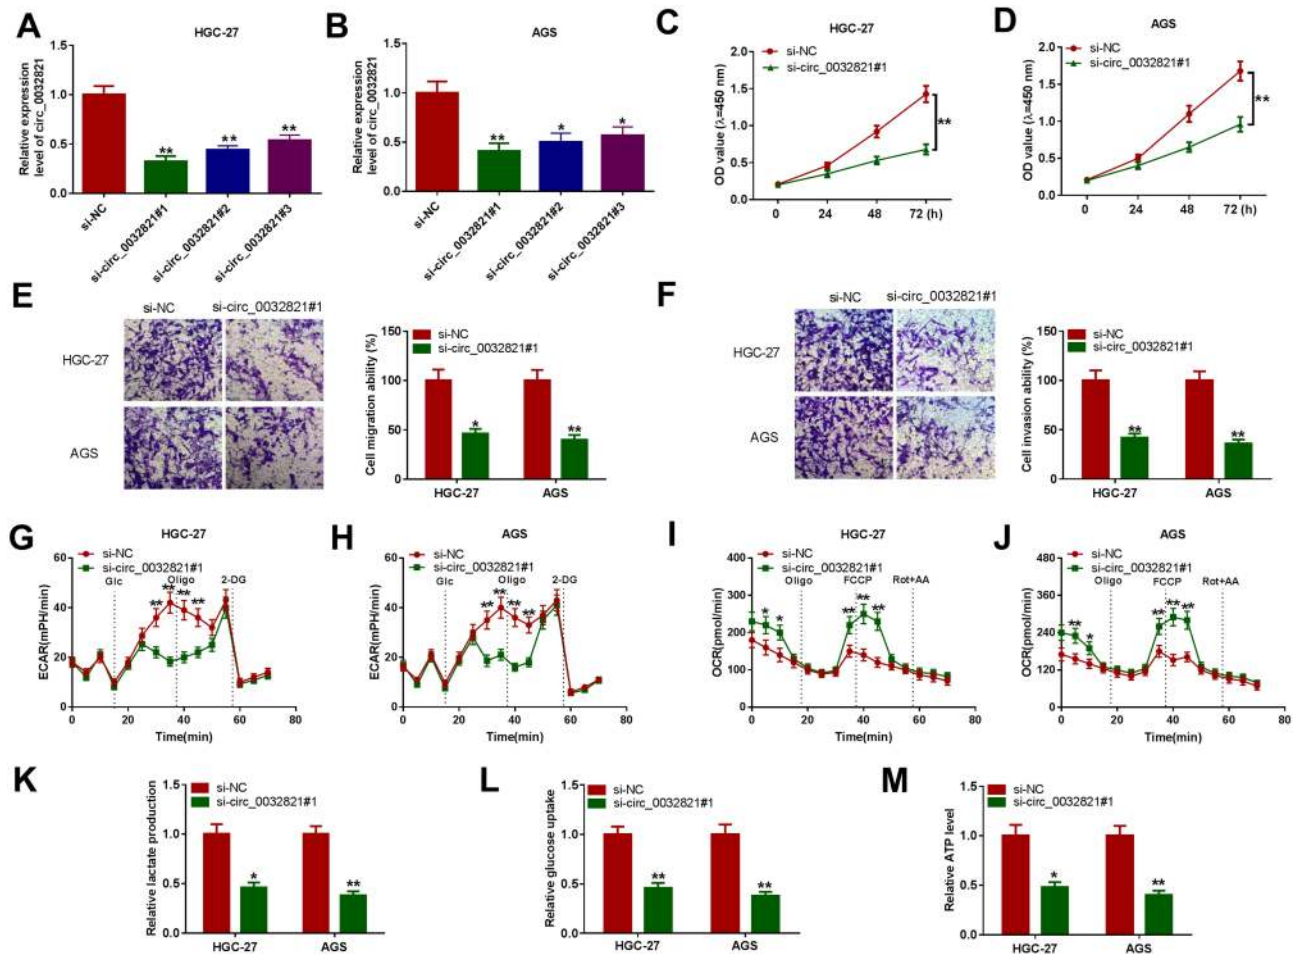 A
HGC-27
Relative expression
level of circ_0032821
1.5
1.0
0.5
0.0
**
**
**
si-NC
si-circ_0032821#1
si-circ_0032821#2
si-circ_0032821#3
B
AGS
Relative expression
level of circ_0032821
1.5
1.0
0.5
0.0
**
*
*
si-NC
si-circ_0032821#1
si-circ_0032821#2
si-circ_0032821#3
C
HGC-27
si-NC
si-circ_0032821#1
OD value (λ=450 nm)
2.0
1.5
1.0
0.5
0.0
**
0 24 48 72 (h)
D
AGS
si-NC
si-circ_0032821#1
OD value (λ=450 nm)
2.0
1.5
1.0
0.5
0.0
**
0 24 48 72 (h)
E
si-NC si-circ_0032821#1
HGC-27
AGS
Cell migration ability (%)
150
100
50
0
si-NC
si-circ_0032821#1
*
**
HGC-27 AGS
F
si-NC si-circ_0032821#1
HGC-27
AGS
Cell invasion ability (%)
150
100
50
0
si-NC
si-circ_0032821#1
**
**
HGC-27 AGS
G
HGC-27
si-NC
si-circ_0032821#1
Glc Oligo 2-DG
** ** ** **
ECAR(mPH/min)
60
40
20
0
0 20 40 60 80
Time(min)
H
AGS
si-NC
si-circ_0032821#1
Glc Oligo 2-DG
** ** ** **
ECAR(mPH/min)
60
40
20
0
0 20 40 60 80
Time(min)
I
HGC-27
si-NC
si-circ_0032821#1
Oligo FCCP Rot+AA
* * ** ** **
OCR(pmol/min)
400
300
200
100
0
0 20 40 60 80
Time(min)
J
AGS
si-NC
si-circ_0032821#1
Oligo FCCP Rot+AA
** * ** ** **
OCR(pmol/min)
480
360
240
120
0
0 20 40 60 80
Time(min)
K
si-NC
si-circ_0032821#1
Relative lactate production
1.5
1.0
0.5
0.0
*
**
HGC-27 AGS
L
si-NC
si-circ_0032821#1
Relative glucose uptake
1.5
1.0
0.5
0.0
**
**
HGC-27 AGS
M
si-NC
si-circ_0032821#1
Relative ATP level
1.5
1.0
0.5
0.0
*
**
HGC-27 AGS